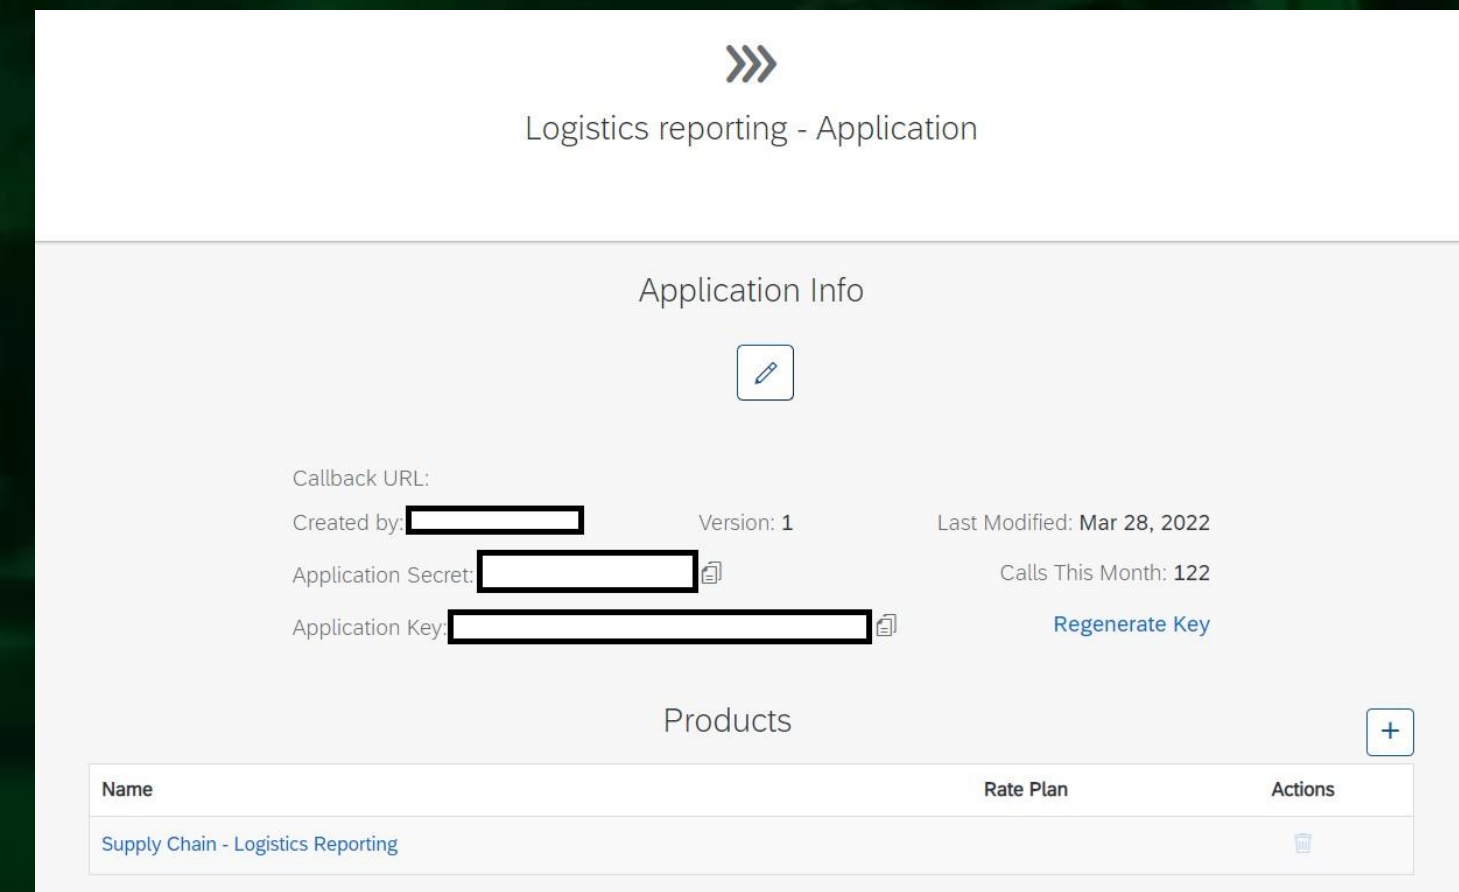 Logistics reporting - Application
Application Info
Callback URL:
Created by: Version: 1 Last Modified: Mar 28, 2022
Application Secret: Calls This Month: 122
Application Key: Regenerate Key
Products
+
Name Rate Plan Actions
Supply Chain - Logistics Reporting